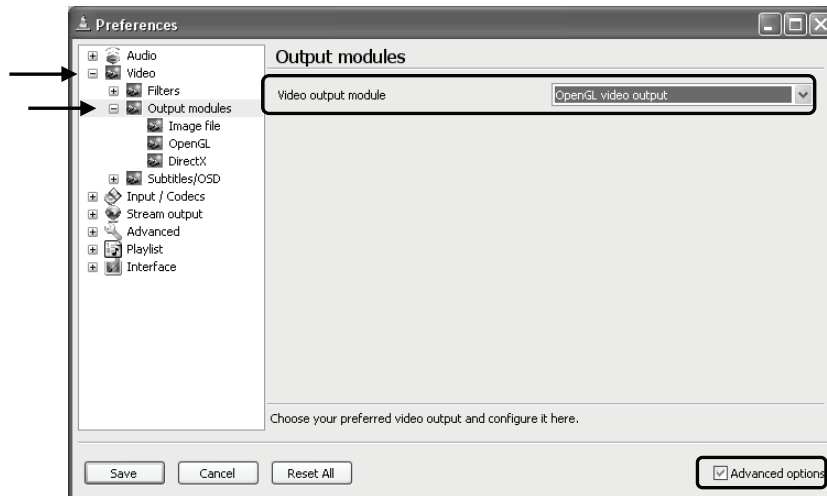 Preferences
Audio
Video
Filters
Output modules
Image file
OpenGL
DirectX
Subtitles/OSD
Input / Codecs
Stream output
Advanced
Playlist
Interface
Output modules
Video output module
OpenGL video output
Choose your preferred video output and configure it here.
Save
Cancel
Reset All
Advanced options